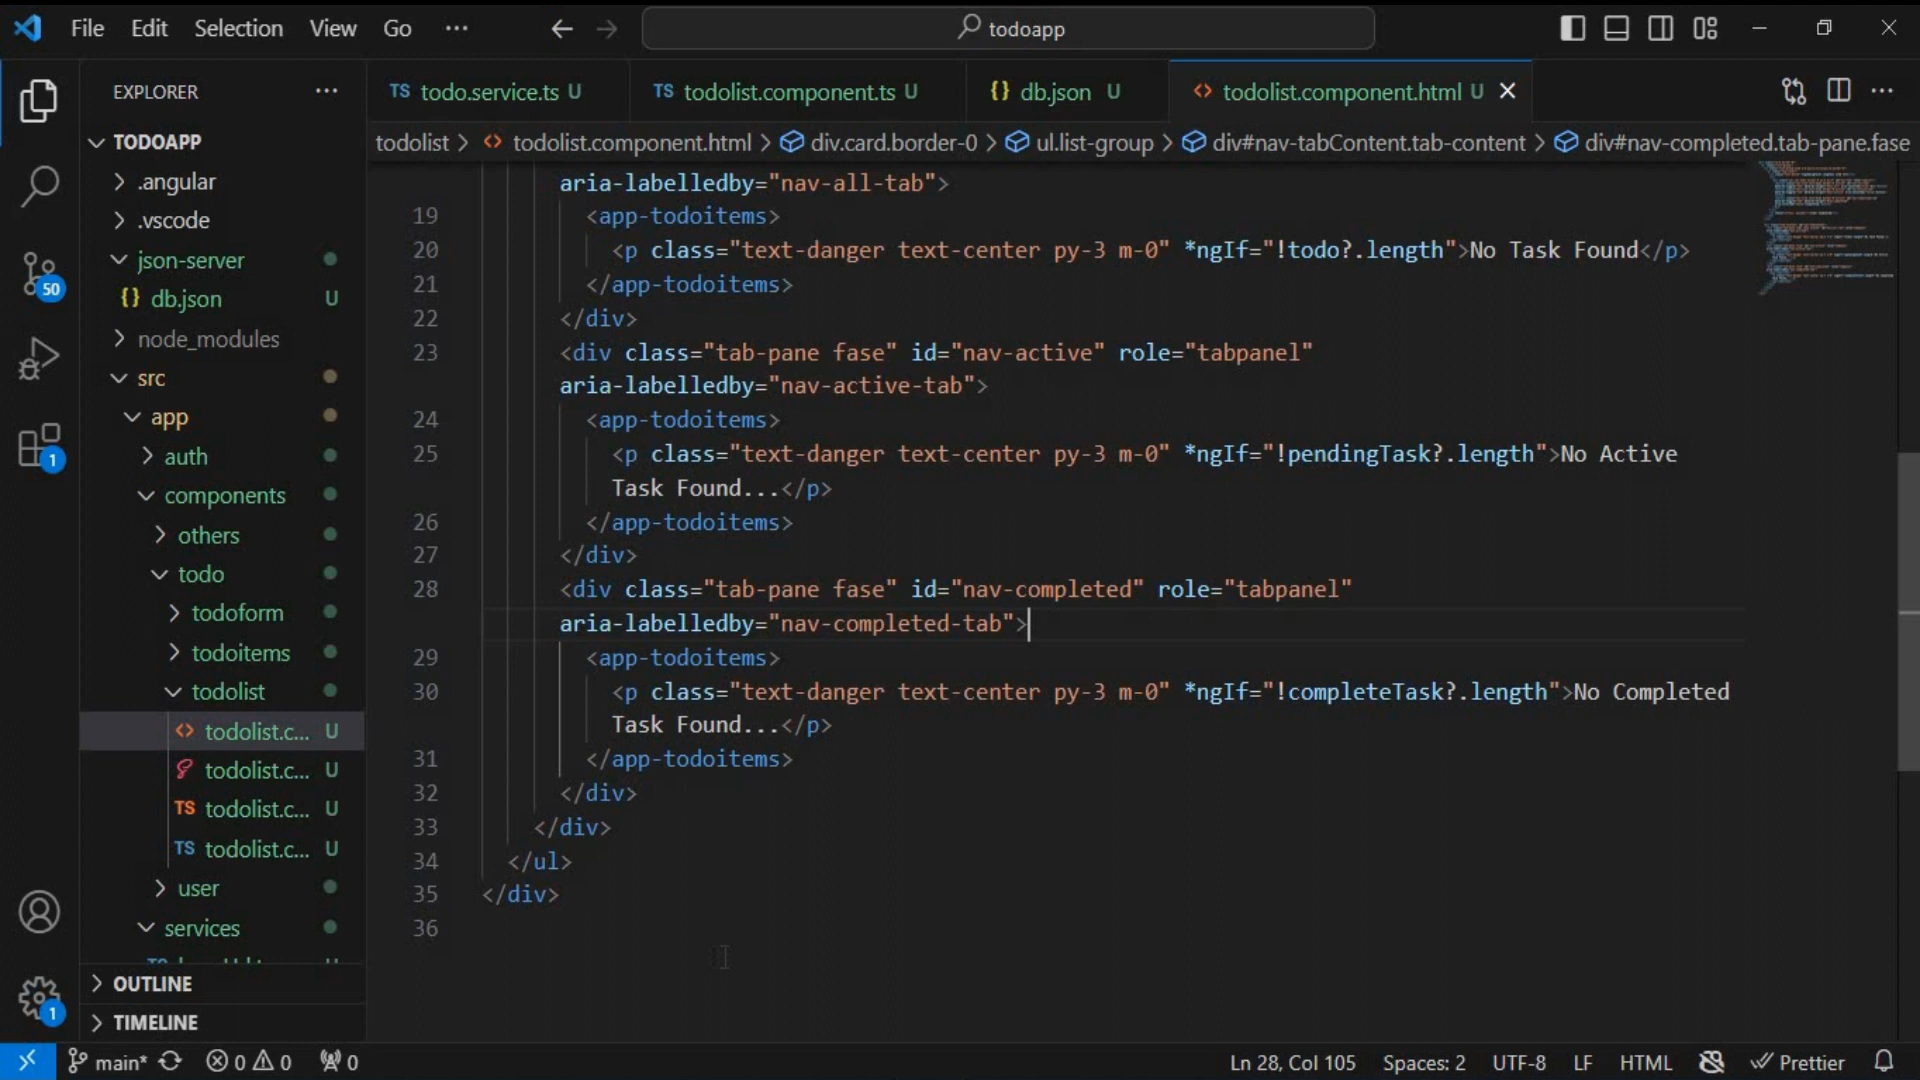 File Edit Selection View Go ··· todoapp
EXPLORER ···
TS todo.service.ts U
TS todolist.component.ts U
{} db.json U
<> todolist.component.html U
todolist > <> todolist.component.html > div.card.border-0 > ul.list-group > div#nav-tabContent.tab-content > div#nav-completed.tab-pane.fase
TODOAPP
.angular
.vscode
json-server
{} db.json U
node_modules
src
app
auth
components
others
todo
todoform
todoitems
todolist
<> todolist.c... U
todolist.c... U
TS todolist.c... U
TS todolist.c... U
user
services
OUTLINE
TIMELINE
50
1
1
aria-labelledby="nav-all-tab">
19 <app-todoitems>
20 <p class="text-danger text-center py-3 m-0" *ngIf="!todo?.length">No Task Found</p>
21 </app-todoitems>
22 </div>
23 <div class="tab-pane fase" id="nav-active" role="tabpanel"
aria-labelledby="nav-active-tab">
24 <app-todoitems>
25 <p class="text-danger text-center py-3 m-0" *ngIf="!pendingTask?.length">No Active
Task Found...</p>
26 </app-todoitems>
27 </div>
28 <div class="tab-pane fase" id="nav-completed" role="tabpanel"
aria-labelledby="nav-completed-tab">
29 <app-todoitems>
30 <p class="text-danger text-center py-3 m-0" *ngIf="!completeTask?.length">No Completed
Task Found...</p>
31 </app-todoitems>
32 </div>
33 </div>
34 </ul>
35 </div>
36
main* 0 0 0 Ln 28, Col 105 Spaces: 2 UTF-8 LF HTML Prettier